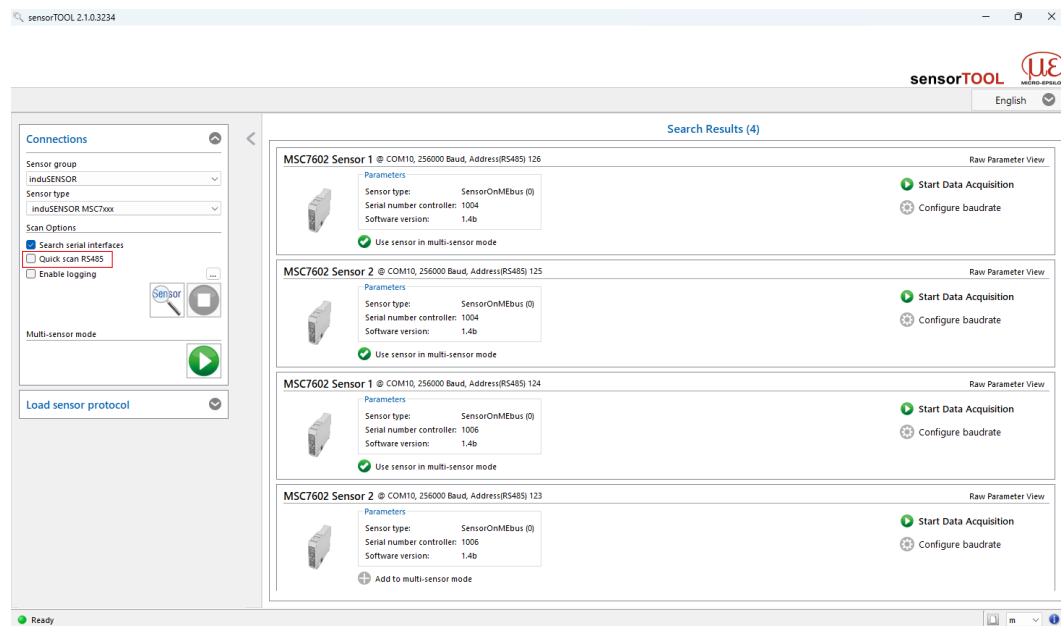 sensorTOOL 2.1.0.3234
sensorTOOL
με
MICRO-EPSILO
English
Connections
Sensor group
induSENSOR
Sensor type
induSENSOR MSC7xxx
Scan Options
Search serial interfaces
Quick scan RS485
Enable logging
...
Sensor
Multi-sensor mode
Load sensor protocol
Search Results (4)
MSC7602 Sensor 1 @ COM10, 256000 Baud, Address(RS485) 126
Raw Parameter View
Parameters
Sensor type: SensorOnMEbus (0)
Serial number controller: 1004
Software version: 1.4b
Use sensor in multi-sensor mode
Start Data Acquisition
Configure baudrate
MSC7602 Sensor 2 @ COM10, 256000 Baud, Address(RS485) 125
Raw Parameter View
Parameters
Sensor type: SensorOnMEbus (0)
Serial number controller: 1004
Software version: 1.4b
Use sensor in multi-sensor mode
Start Data Acquisition
Configure baudrate
MSC7602 Sensor 1 @ COM10, 256000 Baud, Address(RS485) 124
Raw Parameter View
Parameters
Sensor type: SensorOnMEbus (0)
Serial number controller: 1006
Software version: 1.4b
Use sensor in multi-sensor mode
Start Data Acquisition
Configure baudrate
MSC7602 Sensor 2 @ COM10, 256000 Baud, Address(RS485) 123
Raw Parameter View
Parameters
Sensor type: SensorOnMEbus (0)
Serial number controller: 1006
Software version: 1.4b
Add to multi-sensor mode
Start Data Acquisition
Configure baudrate
Ready
m